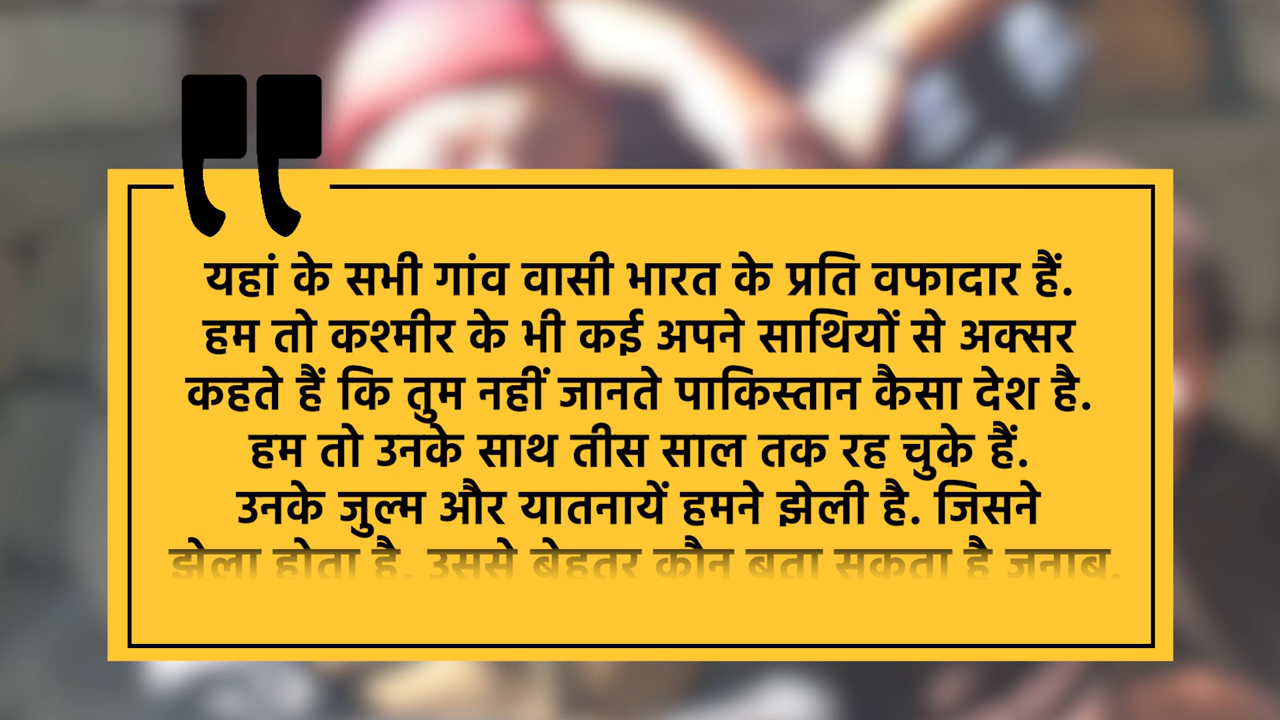 यहां के सभी गांव वासी भारत के प्रति वफादार हैं.
हम तो कश्मीर के भी कई अपने साथियों से अक्सर
कहते हैं कि तुम नहीं जानते पाकिस्तान कैसा देश है.
हम तो उनके साथ तीस साल तक रह चुके हैं.
उनके जुल्म और यातनायें हमने झेली है. जिसने
झेला होता है. उससे बेहतर कौन बता सकता है जनाब.